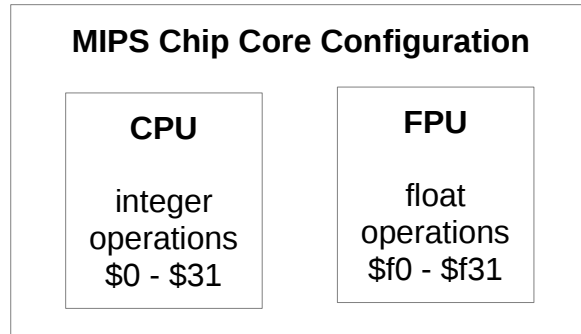 MIPS Chip Core Configuration
CPU
integer
operations
$0 - $31
FPU
float
operations
$f0 - $f31